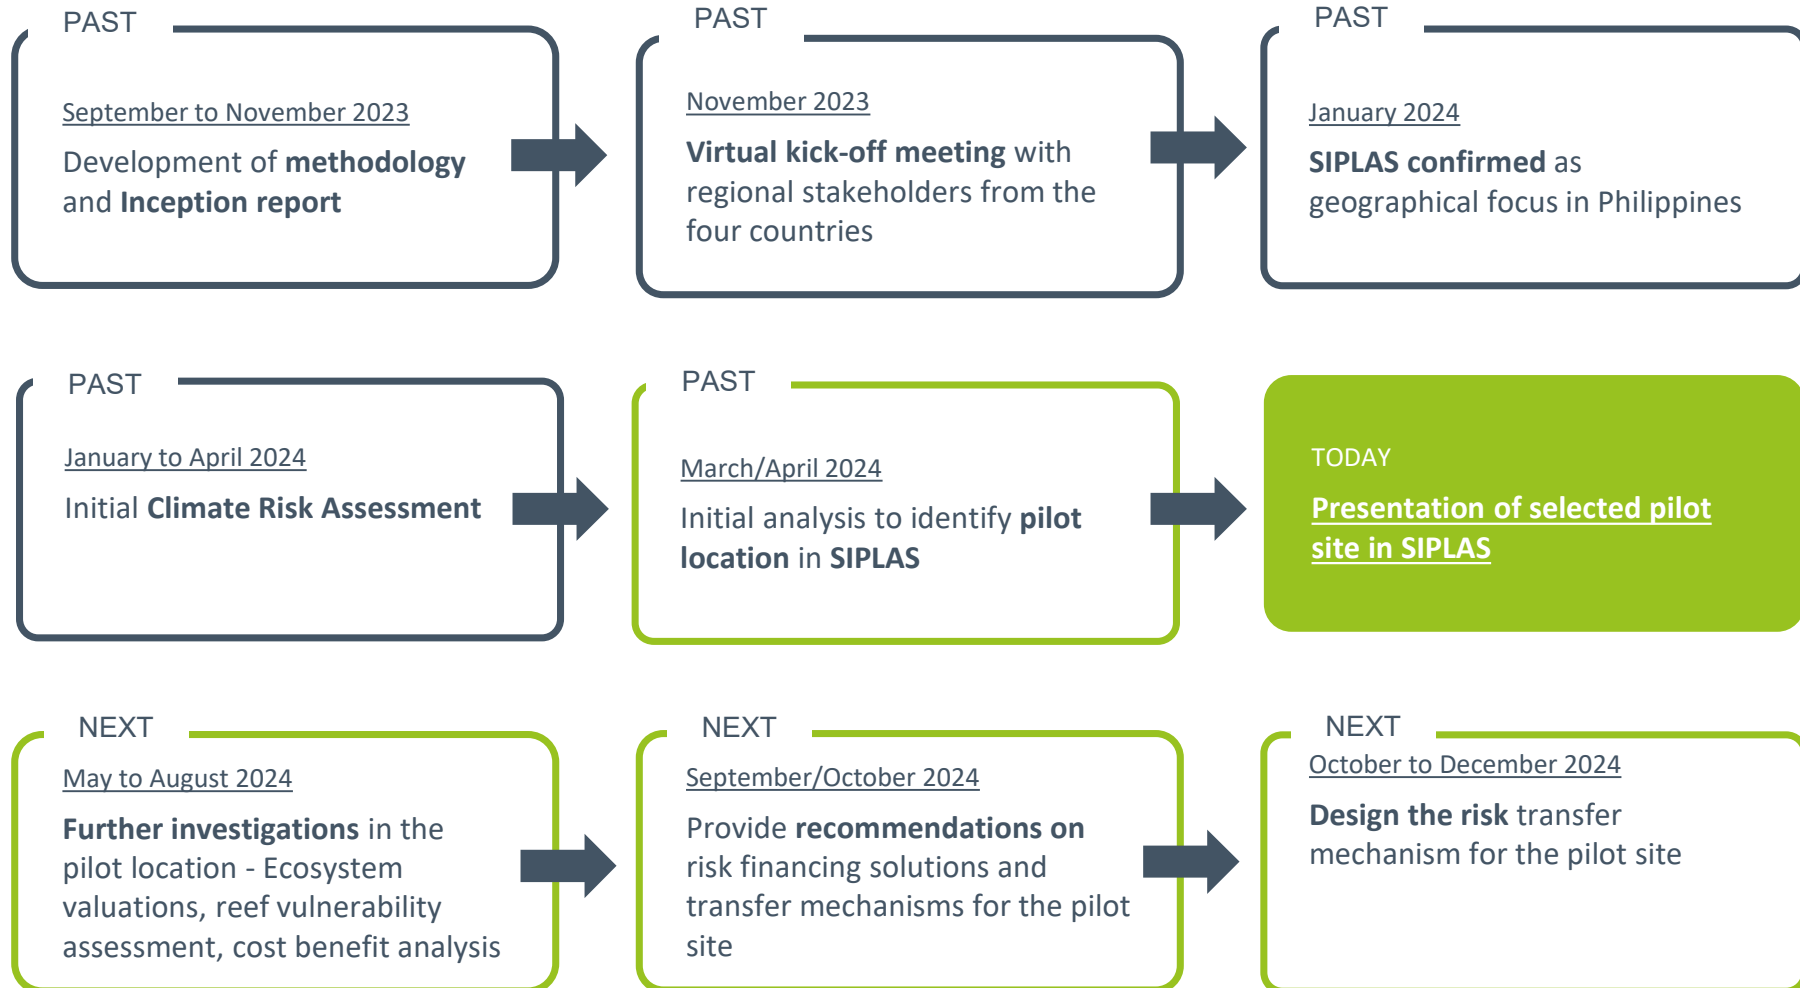 PAST
September to November 2023
Development of methodology
and Inception report
PAST
November 2023
Virtual kick-off meeting with
regional stakeholders from the
four countries
PAST
January 2024
SIPLAS confirmed as
geographical focus in Philippines
PAST
January to April 2024
Initial Climate Risk Assessment
PAST
March/April 2024
Initial analysis to identify pilot
location in SIPLAS
TODAY
Presentation of selected pilot
site in SIPLAS
NEXT
May to August 2024
Further investigations in the
pilot location - Ecosystem
valuations, reef vulnerability
assessment, cost benefit analysis
NEXT
September/October 2024
Provide recommendations on
risk financing solutions and
transfer mechanisms for the pilot
site
NEXT
October to December 2024
Design the risk transfer
mechanism for the pilot site